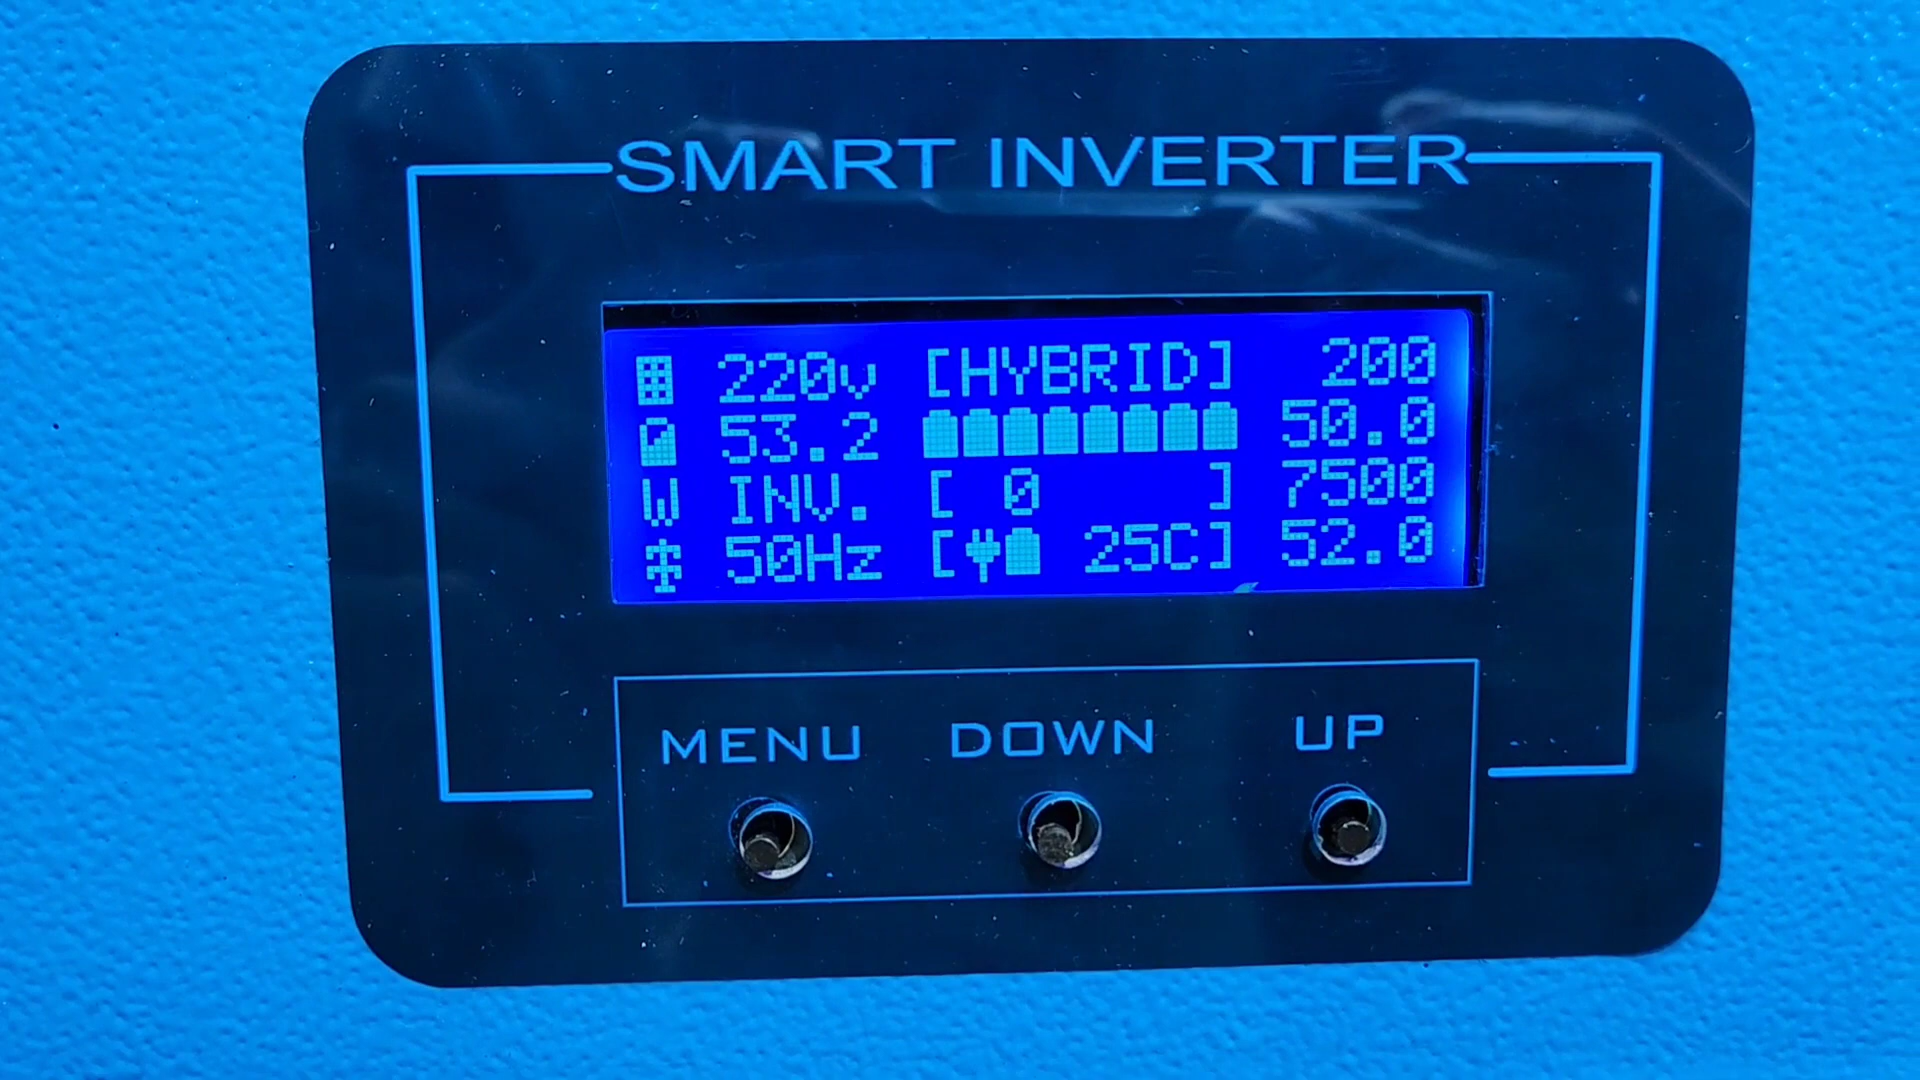 SMART INVERTER
220v [HYBRID] 200
53.2 50.0
W INV. [ 0 ] 7500
50Hz [ 25C] 52.0
MENU DOWN UP